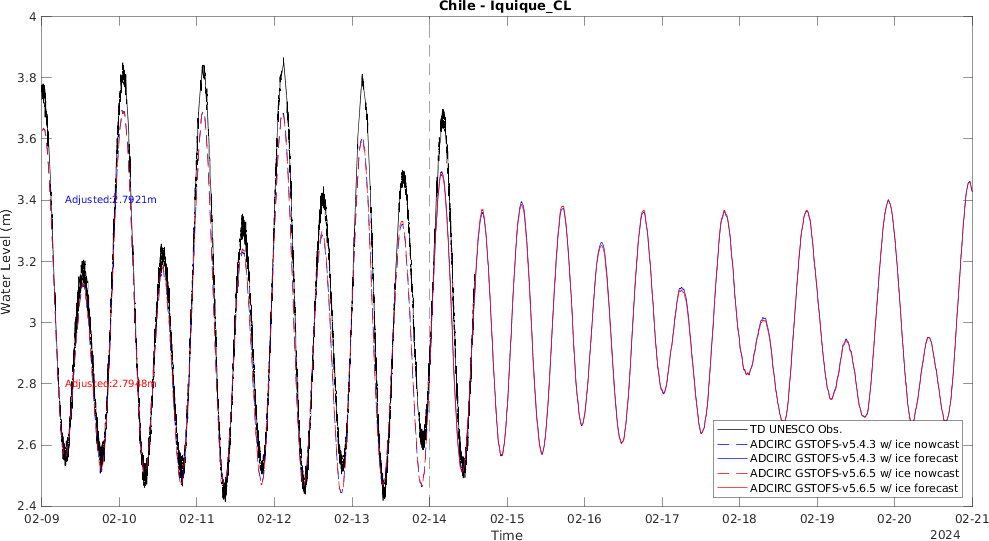 Chile - Iquique_CL
4
3.8
3.6
3.4
3.2
3
2.8
2.6
2.4
Water Level (m)
Adjusted:2.7921m
Adjusted:2.7948m
TD UNESCO Obs.
ADCIRC GSTOFS-v5.4.3 w/ ice nowcast
ADCIRC GSTOFS-v5.4.3 w/ ice forecast
ADCIRC GSTOFS-v5.6.5 w/ ice nowcast
ADCIRC GSTOFS-v5.6.5 w/ ice forecast
02-09 02-10 02-11 02-12 02-13 02-14 02-15 02-16 02-17 02-18 02-19 02-20 02-21
Time
2024